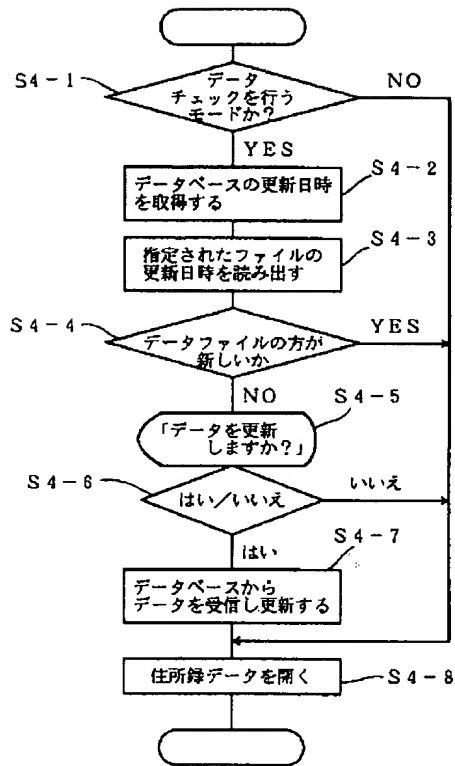 データ
チェックを行う
モードか?
S4-1
NO
YES
S4-2
データベースの更新日時
を取得する
S4-3
指定されたファイルの
更新日時を読み出す
S4-4
データファイルの方が
新しいか
YES
NO
S4-5
「データを更新
しますか?」
S4-6
はい/いいえ
いいえ
はい
S4-7
データベースから
データを受信し更新する
住所録データを開く
S4-8